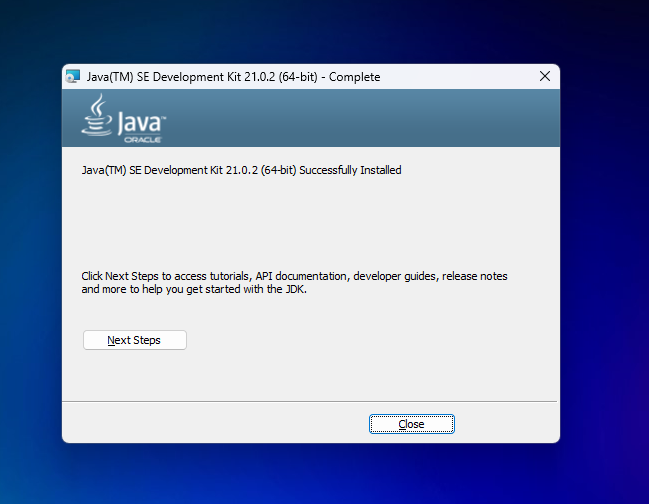 Java(TM) SE Development Kit 21.0.2 (64-bit) - Complete
Java™
ORACLE
Java(TM) SE Development Kit 21.0.2 (64-bit) Successfully Installed
Click Next Steps to access tutorials, API documentation, developer guides, release notes
and more to help you get started with the JDK.
Next Steps
Close